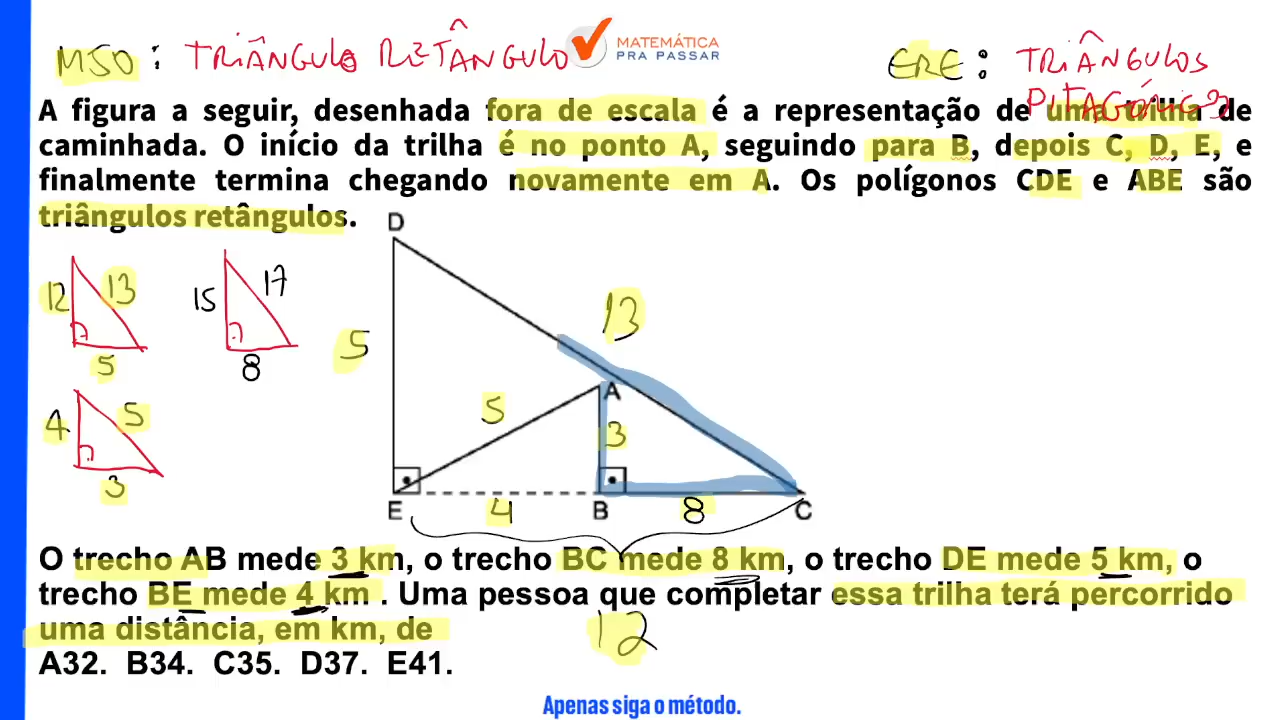 MSO: TRIÂNGULO RETÂNGULO
MATEMÁTICA
PRA PASSAR
ERE: TRIÂNGULOS
PITAGÓRICOS
A figura a seguir, desenhada fora de escala é a representação de uma trilha de
caminhada. O início da trilha é no ponto A, seguindo para B, depois C, D, E, e
finalmente termina chegando novamente em A. Os polígonos CDE e ABE são
triângulos retângulos.
D
12 13
5
15 17
8
13
5
4 5
3
A
5
3
E B C
4 8
O trecho AB mede 3 km, o trecho BC mede 8 km, o trecho DE mede 5 km, o
trecho BE mede 4 km . Uma pessoa que completar essa trilha terá percorrido
uma distância, em km, de
12
A32. B34. C35. D37. E41.
Apenas siga o método.